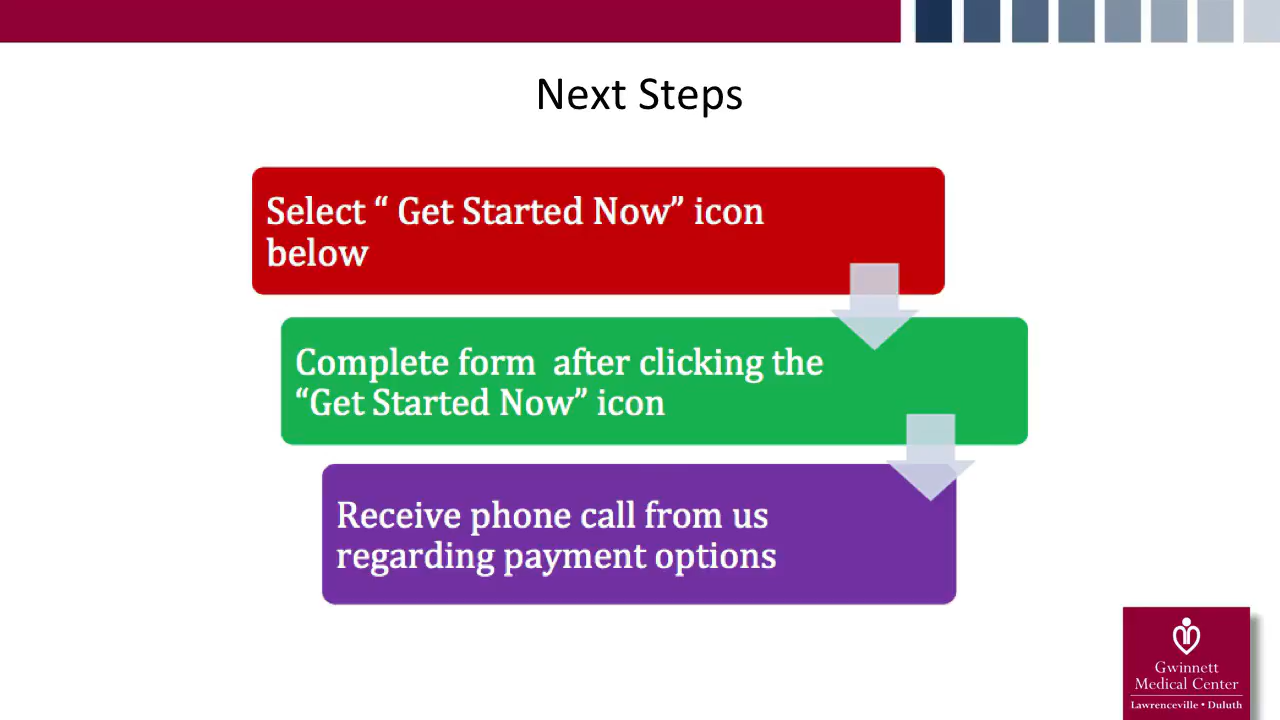 Next Steps
Select “ Get Started Now” icon
below
Complete form  after clicking the
“Get Started Now” icon
Receive phone call from us
regarding payment options
Gwinnett
Medical Center
Lawrenceville • Duluth